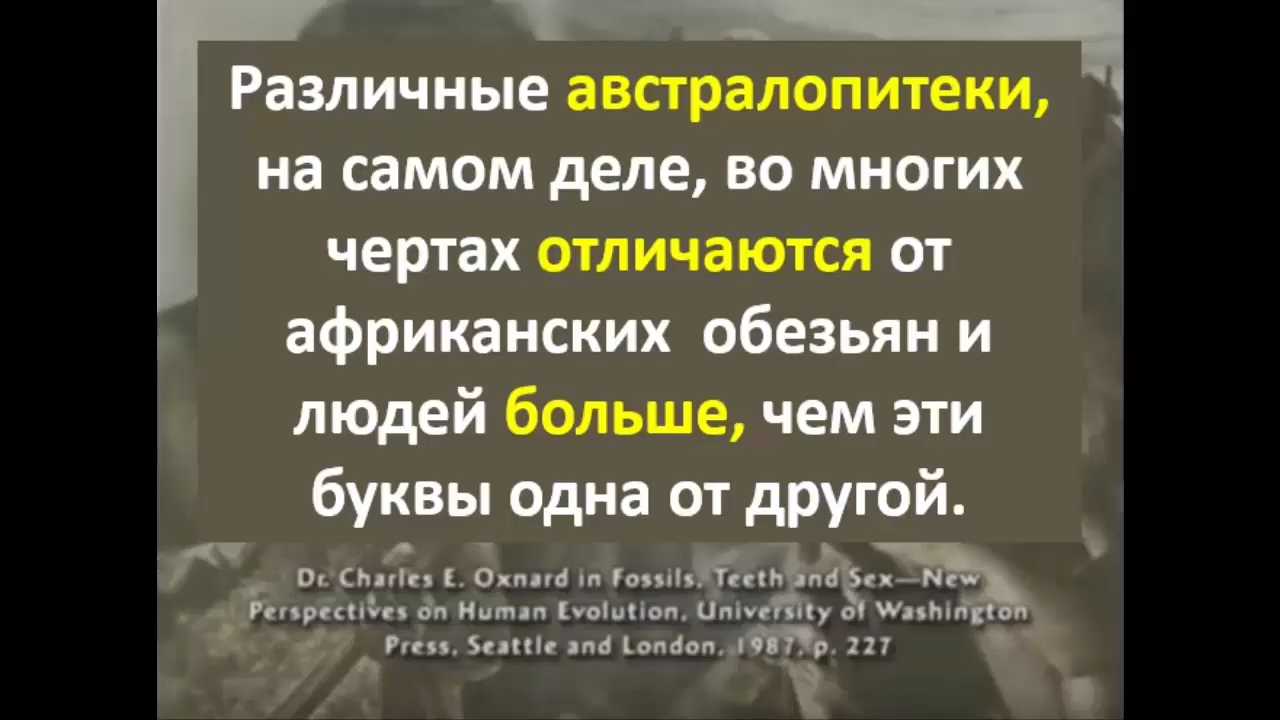 Различные австралопитеки,
на самом деле, во многих
чертах отличаются от
африканских обезьян и
людей больше, чем эти
буквы одна от другой.
Dr. Charles E. Oxnard in Fossils, Teeth and Sex—New
Perspectives on Human Evolution, University of Washington
Press, Seattle and London, 1987, p. 227